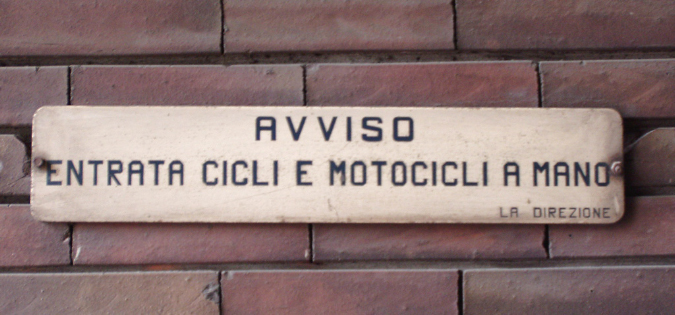 AVVISO
ENTRATA CICLI E MOTOCICLI A MANO
LA DIREZIONE